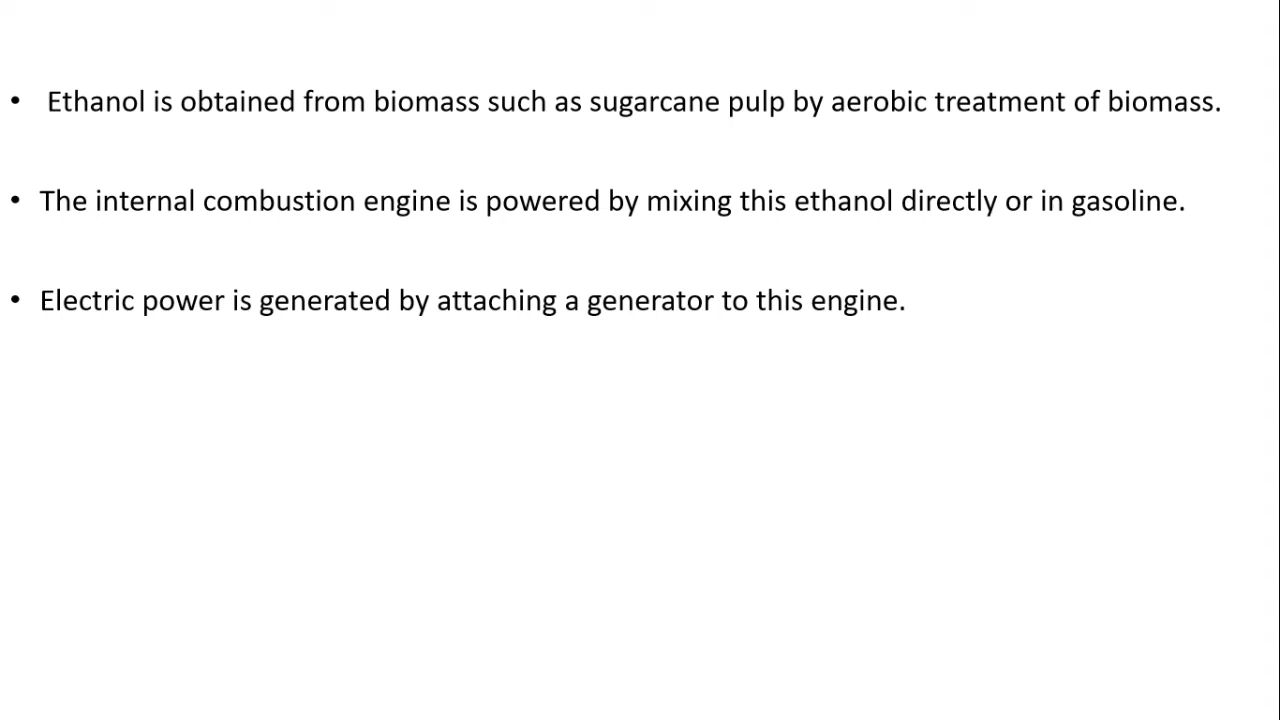 • Ethanol is obtained from biomass such as sugarcane pulp by aerobic treatment of biomass.
• The internal combustion engine is powered by mixing this ethanol directly or in gasoline.
• Electric power is generated by attaching a generator to this engine.